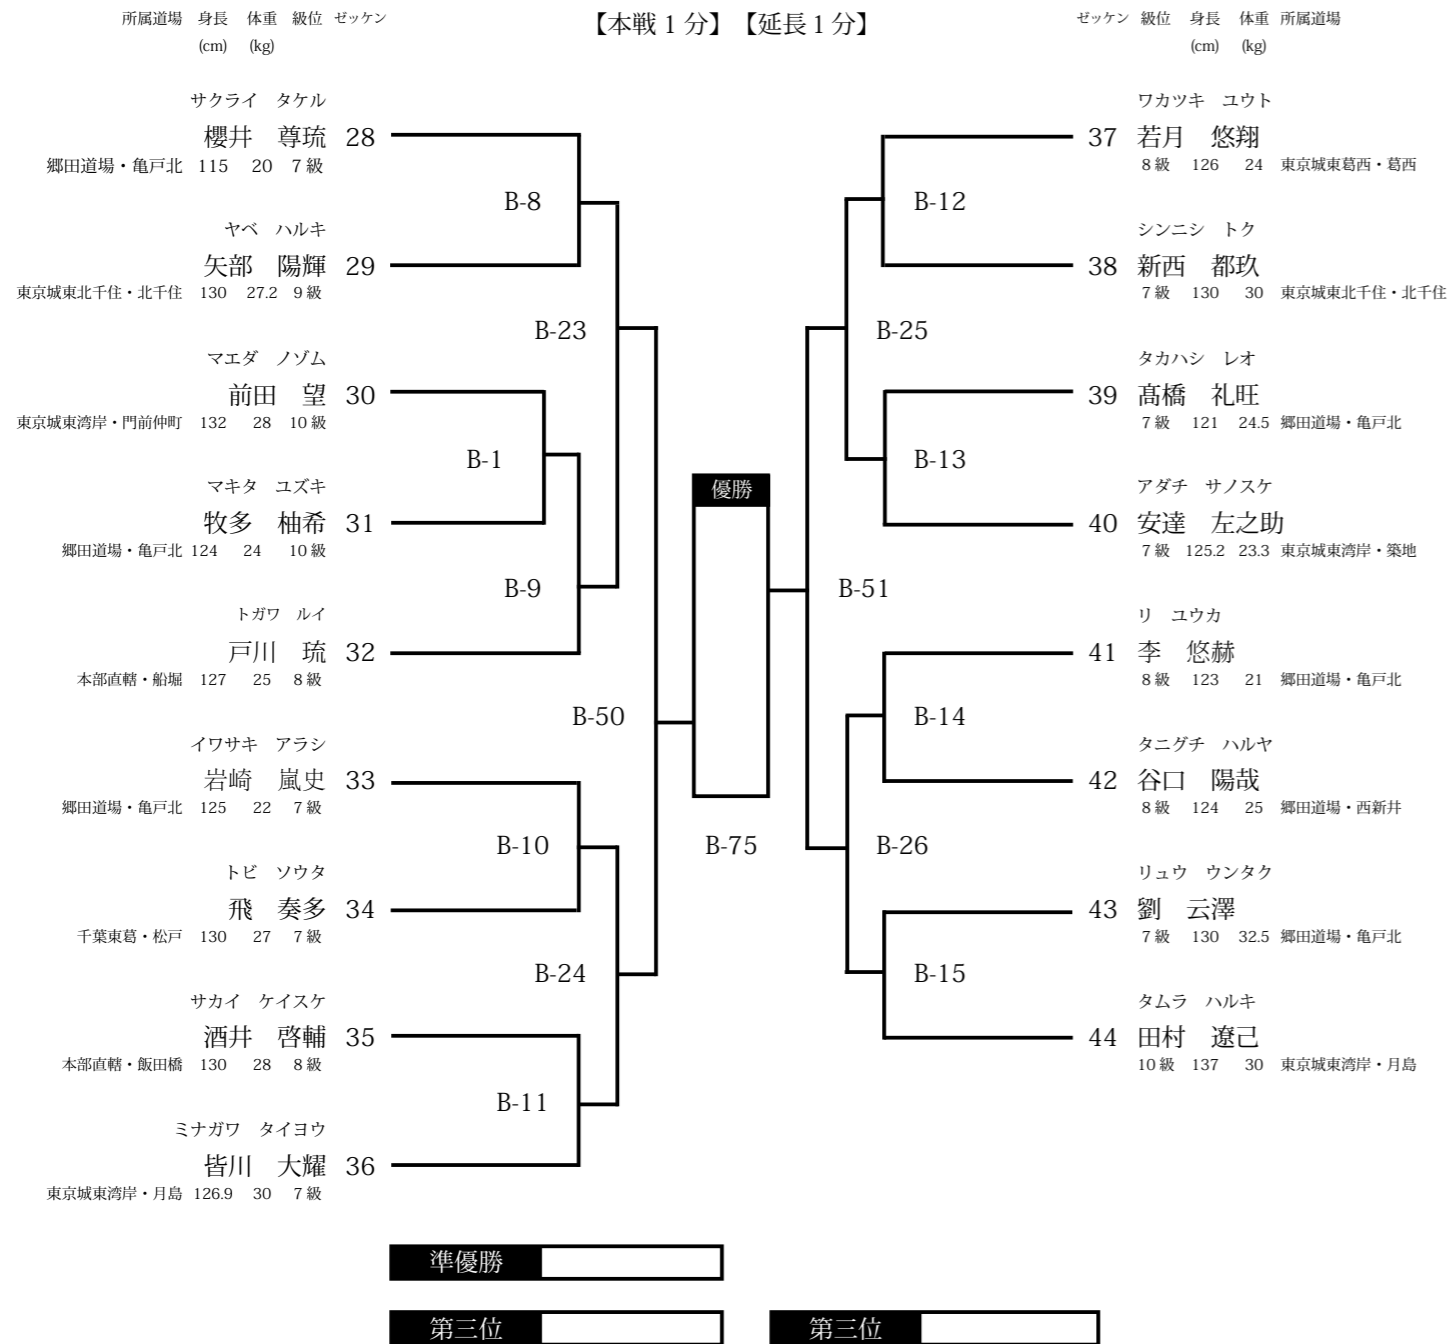 所属道場 身長 体重 級位 ゼッケン
(cm) (kg)
【本戦1分】【延長1分】
ゼッケン 級位 身長 体重 所属道場
(cm) (kg)
サクライ タケル
櫻井 尊琉 28
郷田道場・亀戸北 115 20 7級
B-8
ヤベ ハルキ
矢部 陽輝 29
東京城東北千住・北千住 130 27.2 9級
B-23
マエダ ノゾム
前田 望 30
東京城東湾岸・門前仲町 132 28 10級
B-1
マキタ ユズキ
牧多 柚希 31
郷田道場・亀戸北 124 24 10級
B-9
トガワ ルイ
戸川 琉 32
本部直轄・船堀 127 25 8級
B-50
イワサキ アラシ
岩崎 嵐史 33
郷田道場・亀戸北 125 22 7級
B-10
トビ ソウタ
飛 奏多 34
千葉東葛・松戸 130 27 7級
B-24
サカイ ケイスケ
酒井 啓輔 35
本部直轄・飯田橋 130 28 8級
B-11
ミナガワ タイヨウ
皆川 大耀 36
東京城東湾岸・月島 126.9 30 7級
優勝
B-75
ワカツキ ユウト
37 若月 悠翔
8級 126 24 東京城東葛西・葛西
B-12
シンニシ トク
38 新西 都玖
7級 130 30 東京城東北千住・北千住
B-25
タカハシ レオ
39 髙橋 礼旺
7級 121 24.5 郷田道場・亀戸北
B-13
アダチ サノスケ
40 安達 左之助
7級 125.2 23.3 東京城東湾岸・築地
B-51
リ ユウカ
41 李 悠赫
8級 123 21 郷田道場・亀戸北
B-14
タニグチ ハルヤ
42 谷口 陽哉
8級 124 25 郷田道場・西新井
B-26
リュウ ウンタク
43 劉 云澤
7級 130 32.5 郷田道場・亀戸北
B-15
タムラ ハルキ
44 田村 遼己
10級 137 30 東京城東湾岸・月島
準優勝
第三位 第三位